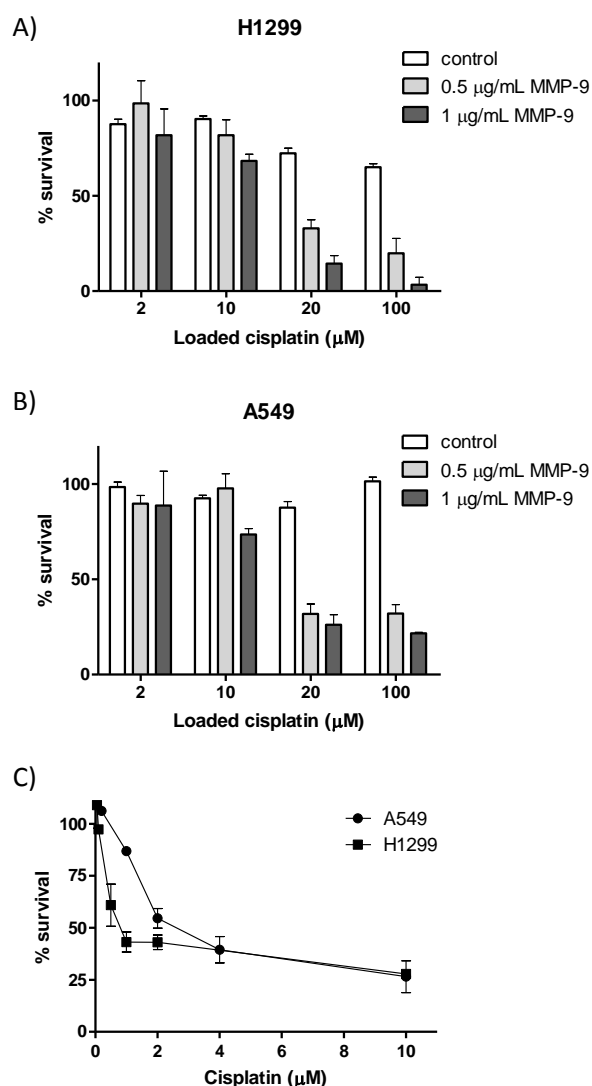 A)
H1299
control
0.5 μg/mL MMP-9
1 μg/mL MMP-9
100
50
0
% survival
2 10 20 100
Loaded cisplatin (μM)
B)
A549
control
0.5 μg/mL MMP-9
1 μg/mL MMP-9
100
50
0
% survival
2 10 20 100
Loaded cisplatin (μM)
C)
A549
H1299
100
75
50
25
0
% survival
0 2 4 6 8 10
Cisplatin (μM)